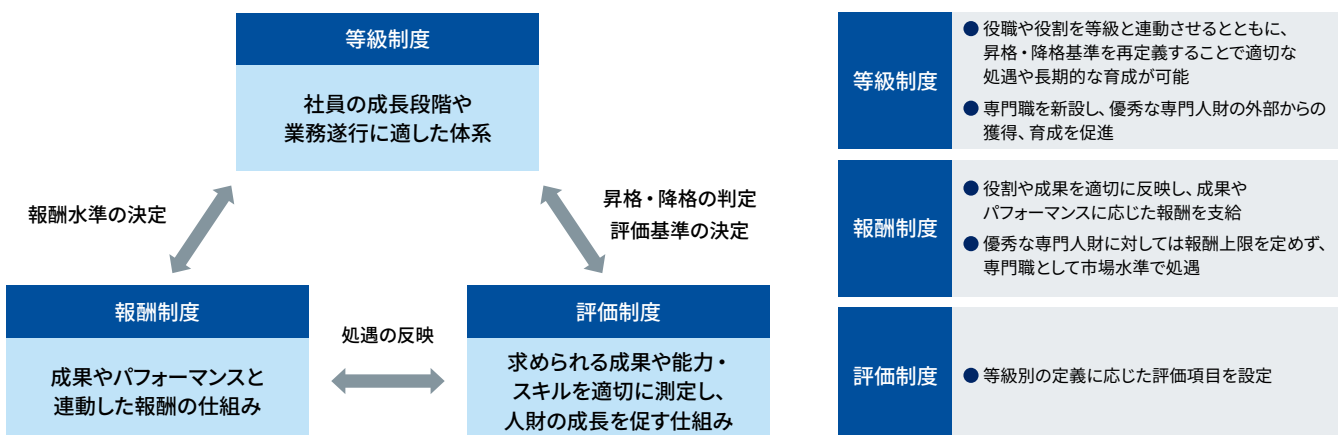 等級制度
社員の成長段階や
業務遂行に適した体系
報酬水準の決定
昇格・降格の判定
評価基準の決定
報酬制度
成果やパフォーマンスと
連動した報酬の仕組み
処遇の反映
評価制度
求められる成果や能力・
スキルを適切に測定し、
人財の成長を促す仕組み
等級制度
● 役職や役割を等級と連動させるとともに、
昇格・降格基準を再定義することで適切な
処遇や長期的な育成が可能
● 専門職を新設し、優秀な専門人財の外部からの
獲得、育成を促進
報酬制度
● 役割や成果を適切に反映し、成果や
パフォーマンスに応じた報酬を支給
● 優秀な専門人財に対しては報酬上限を定めず、
専門職として市場水準で処遇
評価制度
● 等級別の定義に応じた評価項目を設定